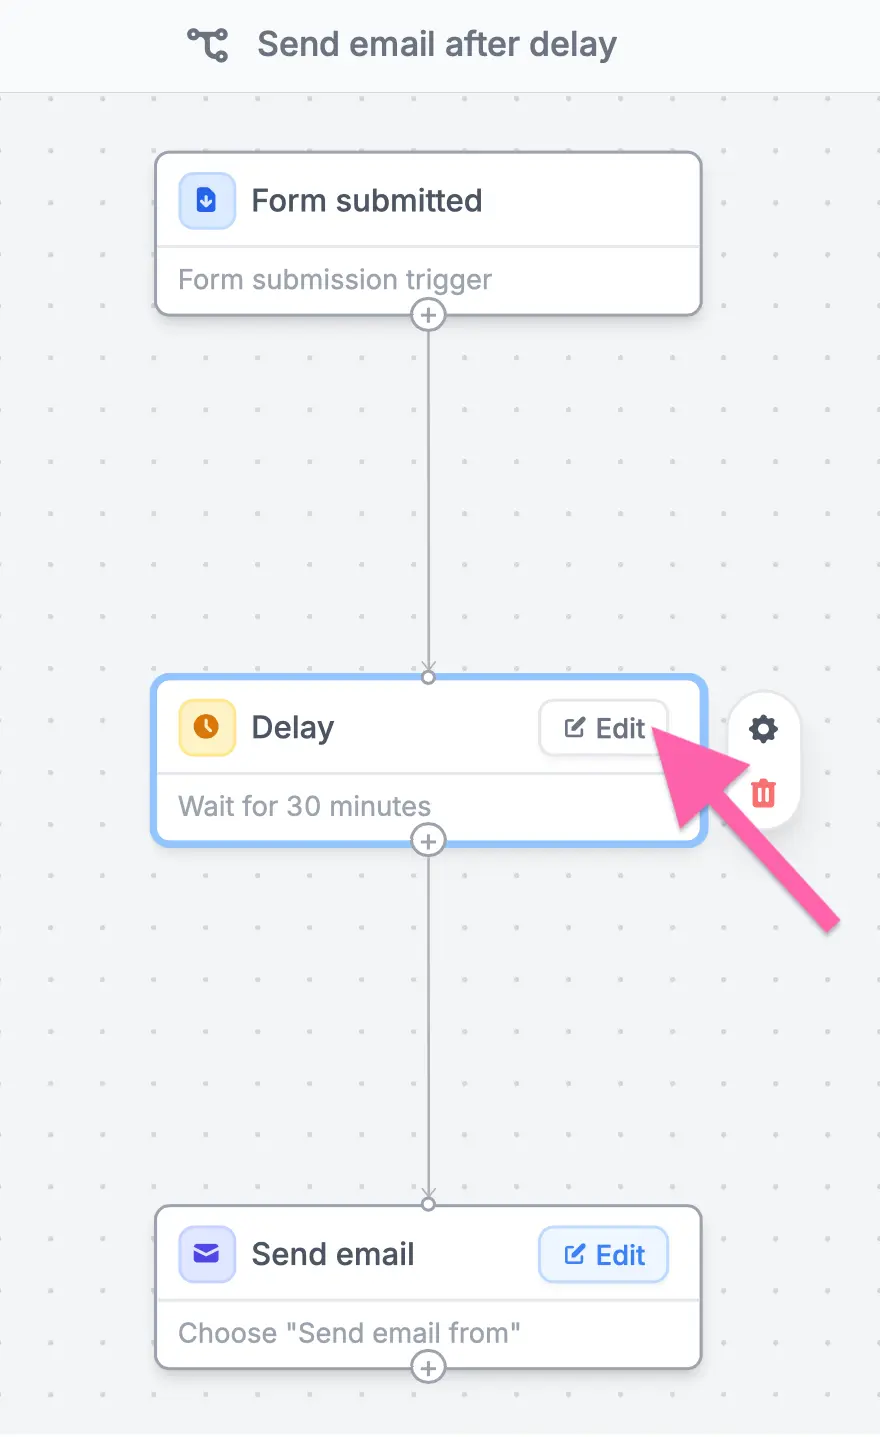 Send email after delay
Form submitted
Form submission trigger
Delay
Edit
Wait for 30 minutes
Send email
Edit
Choose "Send email from"